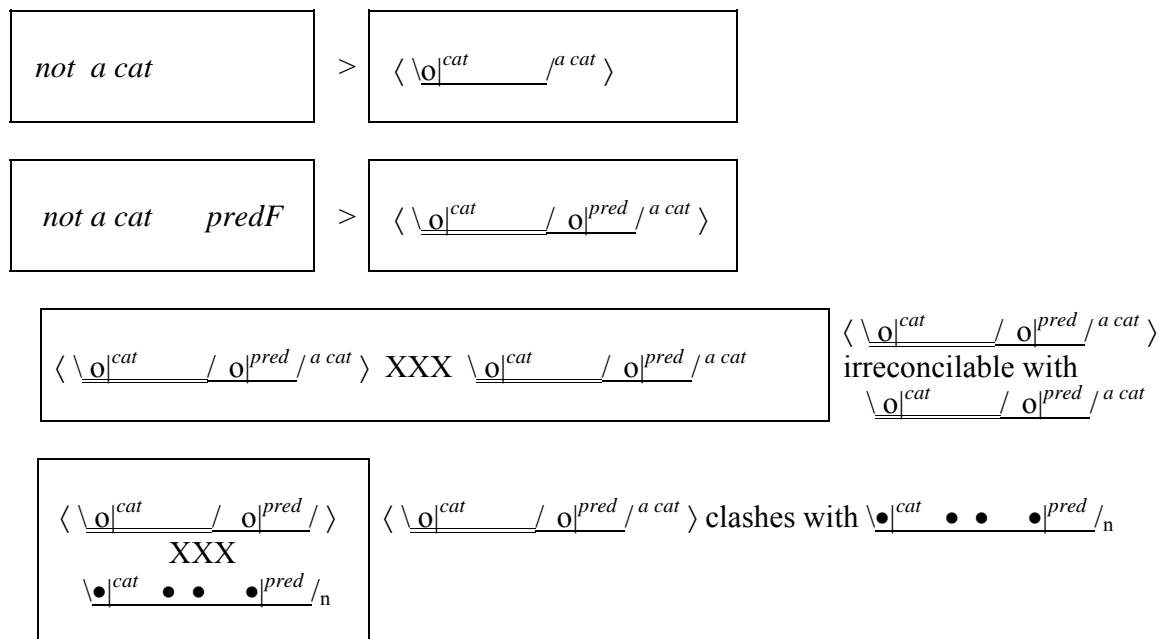 not a cat > ⟨ \o|cat /a cat ⟩
not a cat predF > ⟨ \ o|cat / o|pred / a cat ⟩
⟨ \ o|cat / o|pred / a cat ⟩ XXX \ o|cat / o|pred / a cat
⟨ \ o|cat / o|pred / a cat ⟩
irreconcilable with
\ o|cat / o|pred / a cat
⟨ \ o|cat / o|pred / ⟩
XXX
\●|cat ● ● ●|pred /n
⟨ \ o|cat / o|pred / a cat ⟩ clashes with \●|cat ● ● ●|pred /n